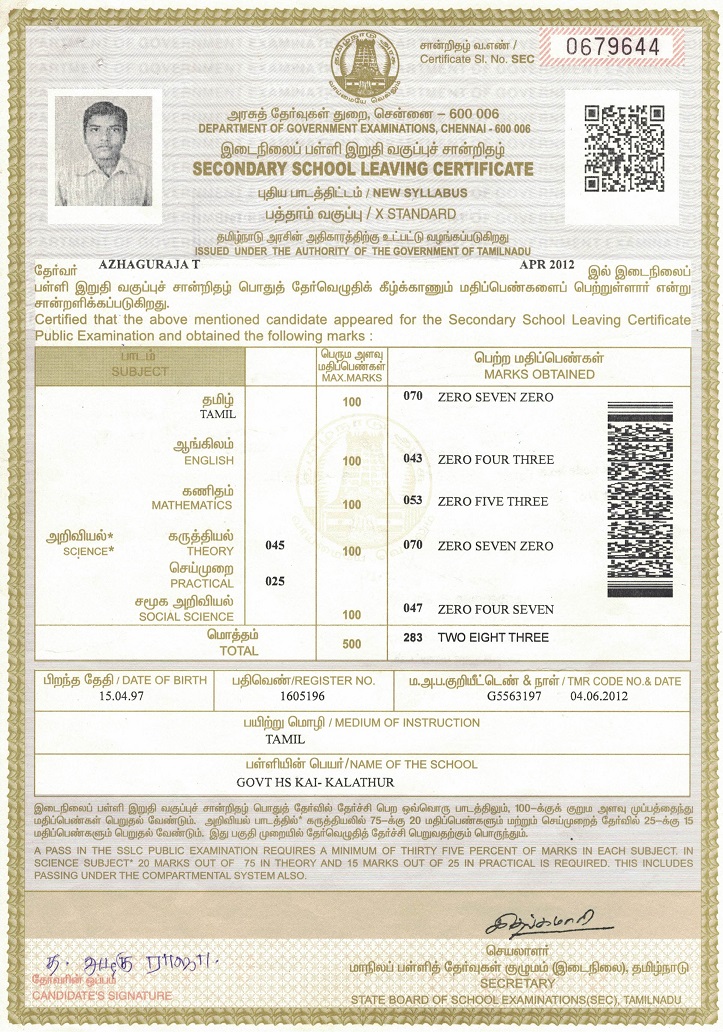 சான்றிதழ் வ.எண் /
Certificate Sl. No. SEC
0679644
அரசுத் தேர்வுகள் துறை, சென்னை – 600 006
DEPARTMENT OF GOVERNMENT EXAMINATIONS, CHENNAI - 600 006
இடைநிலைப் பள்ளி இறுதி வகுப்புச் சான்றிதழ்
SECONDARY SCHOOL LEAVING CERTIFICATE
புதிய பாடத்திட்டம் / NEW SYLLABUS
பத்தாம் வகுப்பு / X STANDARD
தமிழ்நாடு அரசின் அதிகாரத்திற்கு உட்பட்டு வழங்கப்படுகிறது
ISSUED UNDER THE AUTHORITY OF THE GOVERNMENT OF TAMILNADU
தேர்வர் AZHAGURAJA T APR 2012 இல் இடைநிலைப்
பள்ளி இறுதி வகுப்புச் சான்றிதழ் பொதுத் தேர்வெழுதிக் கீழ்க்காணும் மதிப்பெண்களைப் பெற்றுள்ளார் என்று
சான்றளிக்கப்படுகிறது.
Certified that the above mentioned candidate appeared for the Secondary School Leaving Certificate
Public Examination and obtained the following marks :
பாடம் பெரும அளவு பெற்ற மதிப்பெண்கள்
SUBJECT மதிப்பெண்கள் MARKS OBTAINED
MAX.MARKS
தமிழ் 100 070 ZERO SEVEN ZERO
TAMIL
ஆங்கிலம்
ENGLISH 100 043 ZERO FOUR THREE
கணிதம்
MATHEMATICS 100 053 ZERO FIVE THREE
அறிவியல்* கருத்தியல்
SCIENCE* THEORY 045 100 070 ZERO SEVEN ZERO
செய்முறை
PRACTICAL 025
சமூக அறிவியல்
SOCIAL SCIENCE 100 047 ZERO FOUR SEVEN
மொத்தம்
TOTAL 500 283 TWO EIGHT THREE
பிறந்த தேதி / DATE OF BIRTH பதிவெண்/REGISTER NO. ம.அ.ப.குறியீட்டெண் & நாள் / TMR CODE NO.& DATE
15.04.97 1605196 G5563197 04.06.2012
பயிற்று மொழி / MEDIUM OF INSTRUCTION
TAMIL
பள்ளியின் பெயர்/NAME OF THE SCHOOL
GOVT HS KAI- KALATHUR
இடைநிலைப் பள்ளி இறுதி வகுப்புச் சான்றிதழ் பொதுத் தேர்வில் தேர்ச்சி பெற ஒவ்வொரு பாடத்திலும், 100-க்குக் குறும அளவு முப்பத்தைந்து
மதிப்பெண்கள் பெறுதல் வேண்டும். அறிவியல் பாடத்தில்* கருத்தியலில் 75-க்கு 20 மதிப்பெண்கள் மற்றும் செய்முறைத் தேர்வில் 25-க்கு 15
மதிப்பெண்களும் பெறுதல் வேண்டும். இது பகுதி முறையில் தேர்வெழுதித் தேர்ச்சி பெறுவதற்கும் பொருந்தும்.
A PASS IN THE SSLC PUBLIC EXAMINATION REQUIRES A MINIMUM OF THIRTY FIVE PERCENT OF MARKS IN EACH SUBJECT. IN
SCIENCE SUBJECT* 20 MARKS OUT OF 75 IN THEORY AND 15 MARKS OUT OF 25 IN PRACTICAL IS REQUIRED. THIS INCLUDES
PASSING UNDER THE COMPARTMENTAL SYSTEM ALSO.
தேர்வரின் ஒப்பம்
CANDIDATE'S SIGNATURE
செயலாளர்
மாநிலப் பள்ளித் தேர்வுகள் குழுமம் (இடைநிலை), தமிழ்நாடு
SECRETARY
STATE BOARD OF SCHOOL EXAMINATIONS(SEC), TAMILNADU